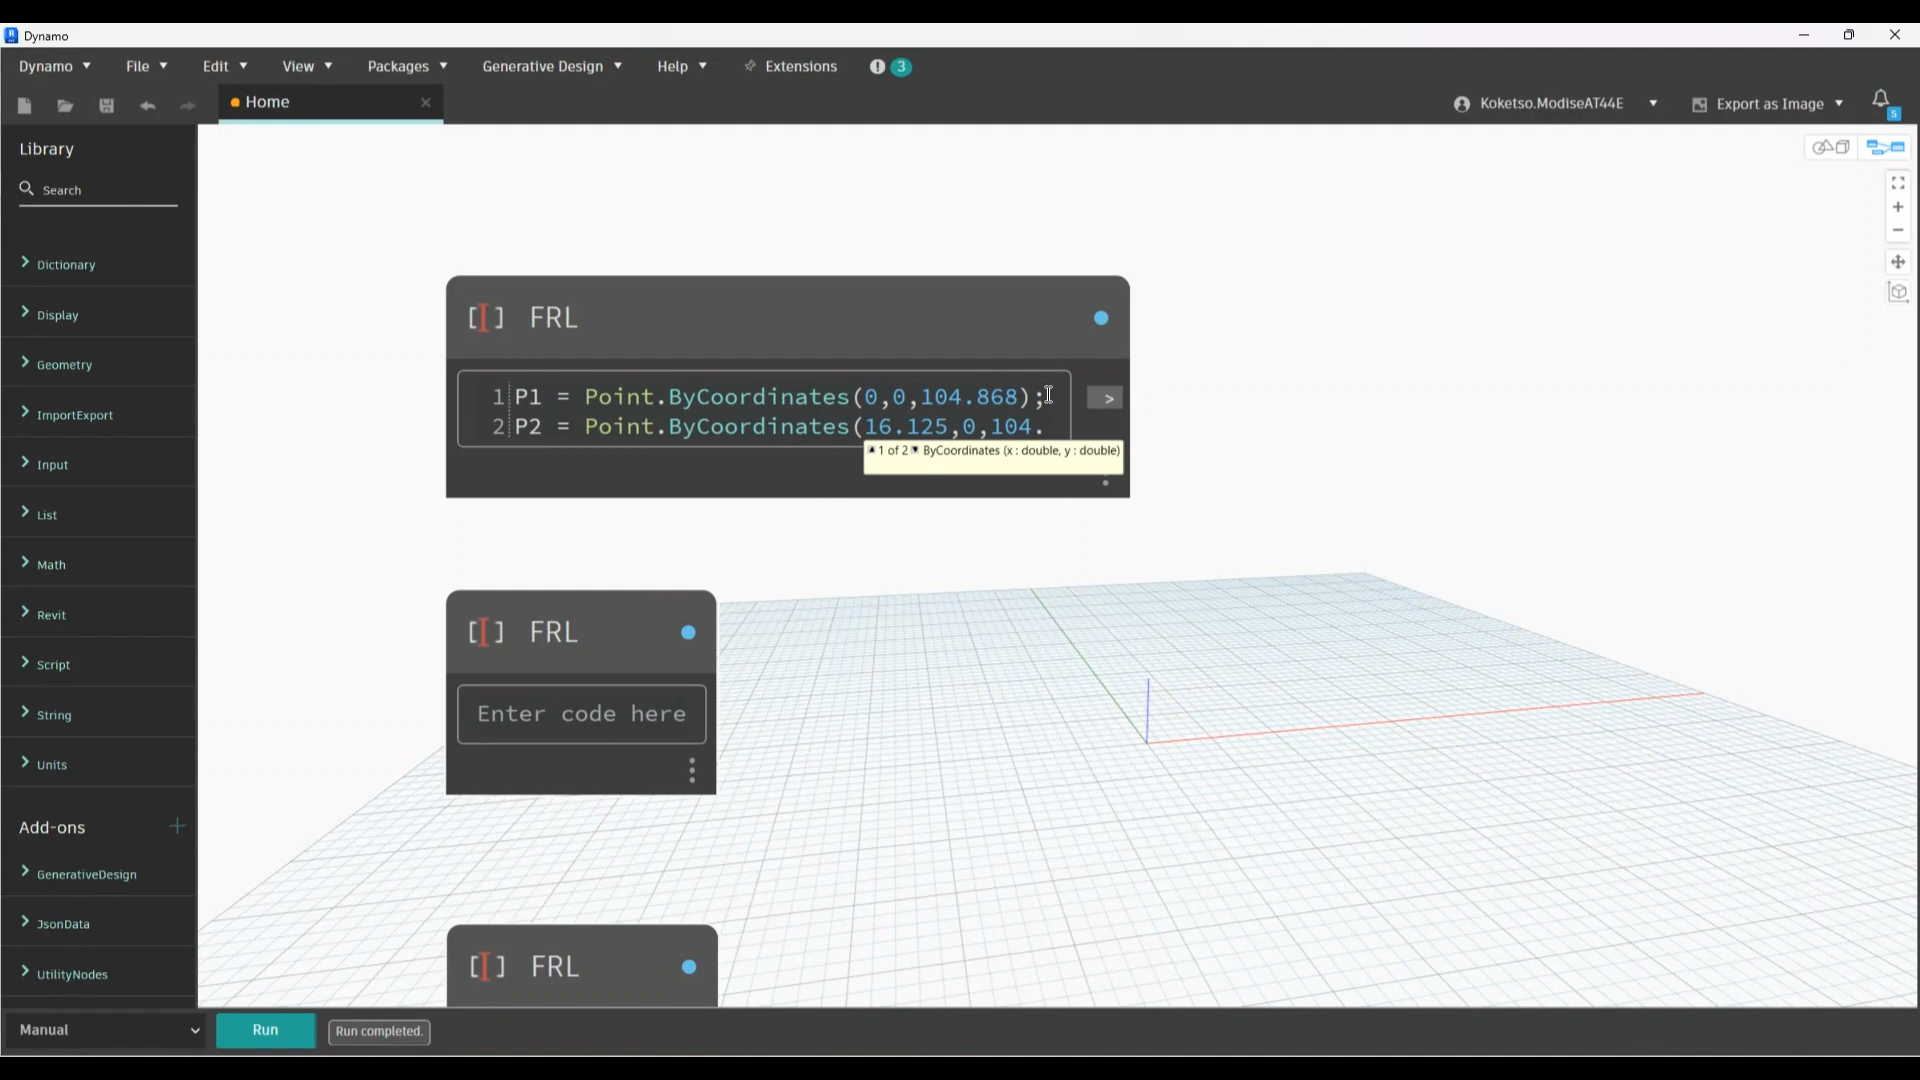 Dynamo
Dynamo File Edit View Packages Generative Design Help Extensions 3
Home Koketso.ModiseAT44E Export as Image 5
Library
Search
Dictionary
Display
Geometry
ImportExport
Input
List
Math
Revit
Script
String
Units
Add-ons
GenerativeDesign
JsonData
UtilityNodes
FRL
1 P1 = Point.ByCoordinates(0,0,104.868);
>
2 P2 = Point.ByCoordinates(16.125,0,104.
1 of 2 ByCoordinates (x : double, y : double)
FRL
Enter code here
FRL
Manual Run Run completed.